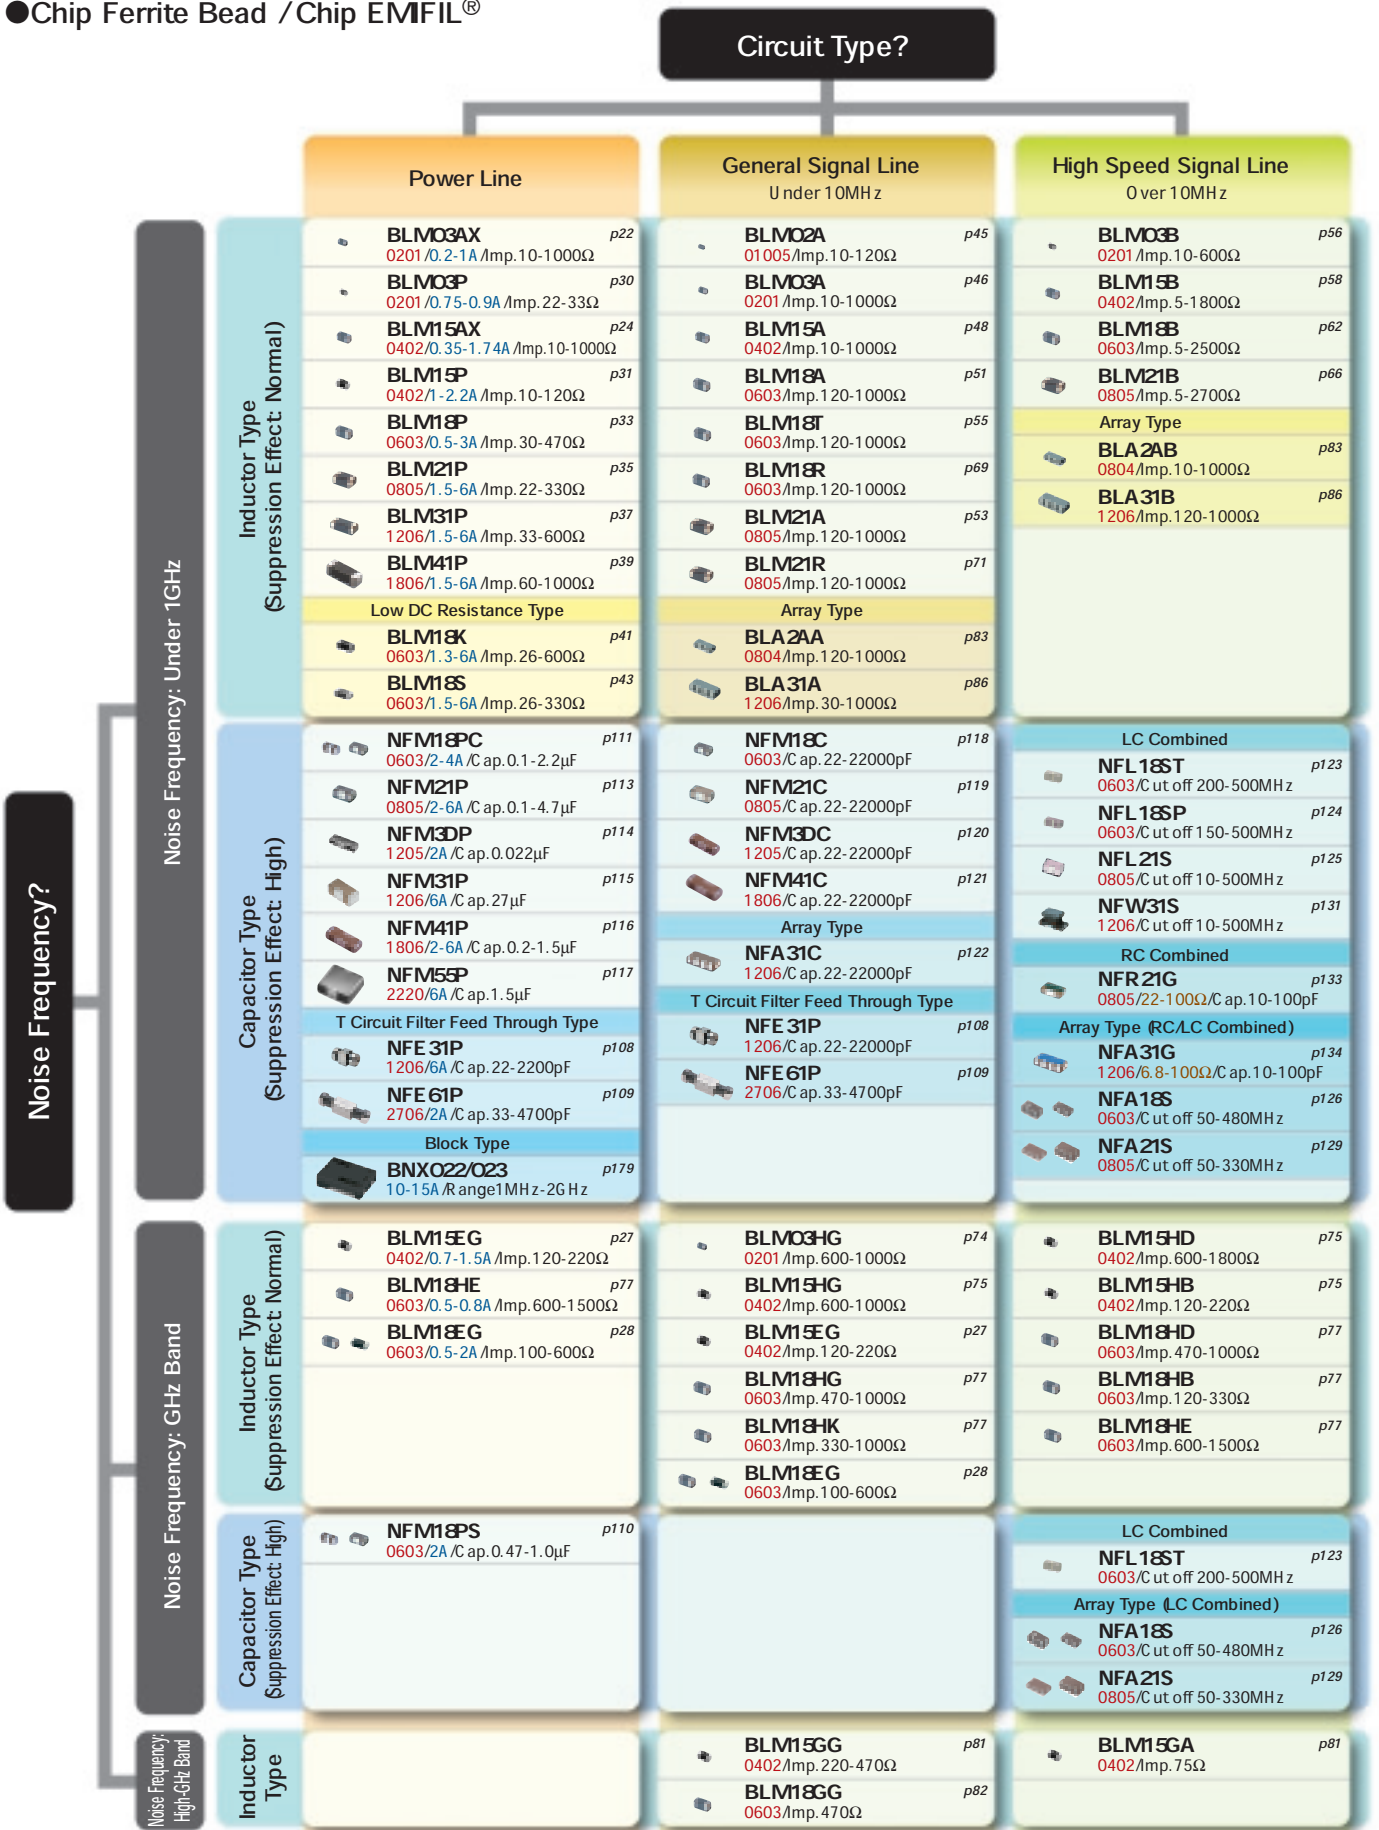 ●Chip Ferrite Bead / Chip EMIFIL®
Circuit Type?
Power Line
General Signal Line
Under 10MHz
High Speed Signal Line
Over 10MHz
Noise Frequency?
Noise Frequency: Under 1GHz
Inductor Type
(Suppression Effect: Normal)
BLM03AX p22
0201/0.2-1A/Imp.10-1000Ω
BLM03P p30
0201/0.75-0.9A/Imp.22-33Ω
BLM15AX p24
0402/0.35-1.74A/Imp.10-1000Ω
BLM15P p31
0402/1-2.2A/Imp.10-120Ω
BLM18P p33
0603/0.5-3A/Imp.30-470Ω
BLM21P p35
0805/1.5-6A/Imp.22-330Ω
BLM31P p37
1206/1.5-6A/Imp.33-600Ω
BLM41P p39
1806/1.5-6A/Imp.60-1000Ω
Low DC Resistance Type
BLM18K p41
0603/1.3-6A/Imp.26-600Ω
BLM18S p43
0603/1.5-6A/Imp.26-330Ω
BLM02A p45
01005/Imp.10-120Ω
BLM03A p46
0201/Imp.10-1000Ω
BLM15A p48
0402/Imp.10-1000Ω
BLM18A p51
0603/Imp.120-1000Ω
BLM18T p55
0603/Imp.120-1000Ω
BLM18R p69
0603/Imp.120-1000Ω
BLM21A p53
0805/Imp.120-1000Ω
BLM21R p71
0805/Imp.120-1000Ω
Array Type
BLA2AA p83
0804/Imp.120-1000Ω
BLA31A p86
1206/Imp.30-1000Ω
BLM03B p56
0201/Imp.10-600Ω
BLM15B p58
0402/Imp.5-1800Ω
BLM18B p62
0603/Imp.5-2500Ω
BLM21B p66
0805/Imp.5-2700Ω
Array Type
BLA2AB p83
0804/Imp.10-1000Ω
BLA31B p86
1206/Imp.120-1000Ω
Capacitor Type
(Suppression Effect: High)
NFM18PC p111
0603/2-4A/Cap.0.1-2.2μF
NFM21P p113
0805/2-6A/Cap.0.1-4.7μF
NFM3DP p114
1205/2A/Cap.0.022μF
NFM31P p115
1206/6A/Cap.27μF
NFM41P p116
1806/2-6A/Cap.0.2-1.5μF
NFM55P p117
2220/6A/Cap.1.5μF
T Circuit Filter Feed Through Type
NFE31P p108
1206/6A/Cap.22-2200pF
NFE61P p109
2706/2A/Cap.33-4700pF
Block Type
BNX022/023 p179
10-15A/Range1MHz-2GHz
NFM18C p118
0603/Cap.22-22000pF
NFM21C p119
0805/Cap.22-22000pF
NFM3DC p120
1205/Cap.22-22000pF
NFM41C p121
1806/Cap.22-22000pF
Array Type
NFA31C p122
1206/Cap.22-22000pF
T Circuit Filter Feed Through Type
NFE31P p108
1206/Cap.22-22000pF
NFE61P p109
2706/Cap.33-4700pF
LC Combined
NFL18ST p123
0603/Cut off 200-500MHz
NFL18SP p124
0603/Cut off 150-500MHz
NFL21S p125
0805/Cut off 10-500MHz
NFW31S p131
1206/Cut off 10-500MHz
RC Combined
NFR21G p133
0805/22-100Ω/Cap.10-100pF
Array Type (RC/LC Combined)
NFA31G p134
1206/6.8-100Ω/Cap.10-100pF
NFA18S p126
0603/Cut off 50-480MHz
NFA21S p129
0805/Cut off 50-330MHz
Noise Frequency: GHz Band
Inductor Type
(Suppression Effect: Normal)
BLM15EG p27
0402/0.7-1.5A/Imp.120-220Ω
BLM18HE p77
0603/0.5-0.8A/Imp.600-1500Ω
BLM18EG p28
0603/0.5-2A/Imp.100-600Ω
BLM03HG p74
0201/Imp.600-1000Ω
BLM15HG p75
0402/Imp.600-1000Ω
BLM15EG p27
0402/Imp.120-220Ω
BLM18HG p77
0603/Imp.470-1000Ω
BLM18HK p77
0603/Imp.330-1000Ω
BLM18EG p28
0603/Imp.100-600Ω
BLM15HD p75
0402/Imp.600-1800Ω
BLM15HB p75
0402/Imp.120-220Ω
BLM18HD p77
0603/Imp.470-1000Ω
BLM18HB p77
0603/Imp.120-330Ω
BLM18HE p77
0603/Imp.600-1500Ω
Capacitor Type
(Suppression Effect: High)
NFM18PS p110
0603/2A/Cap.0.47-1.0μF
LC Combined
NFL18ST p123
0603/Cut off 200-500MHz
Array Type (LC Combined)
NFA18S p126
0603/Cut off 50-480MHz
NFA21S p129
0805/Cut off 50-330MHz
Noise Frequency:
High-GHz Band
Inductor
Type
BLM15GG p81
0402/Imp.220-470Ω
BLM18GG p82
0603/Imp.470Ω
BLM15GA p81
0402/Imp.75Ω